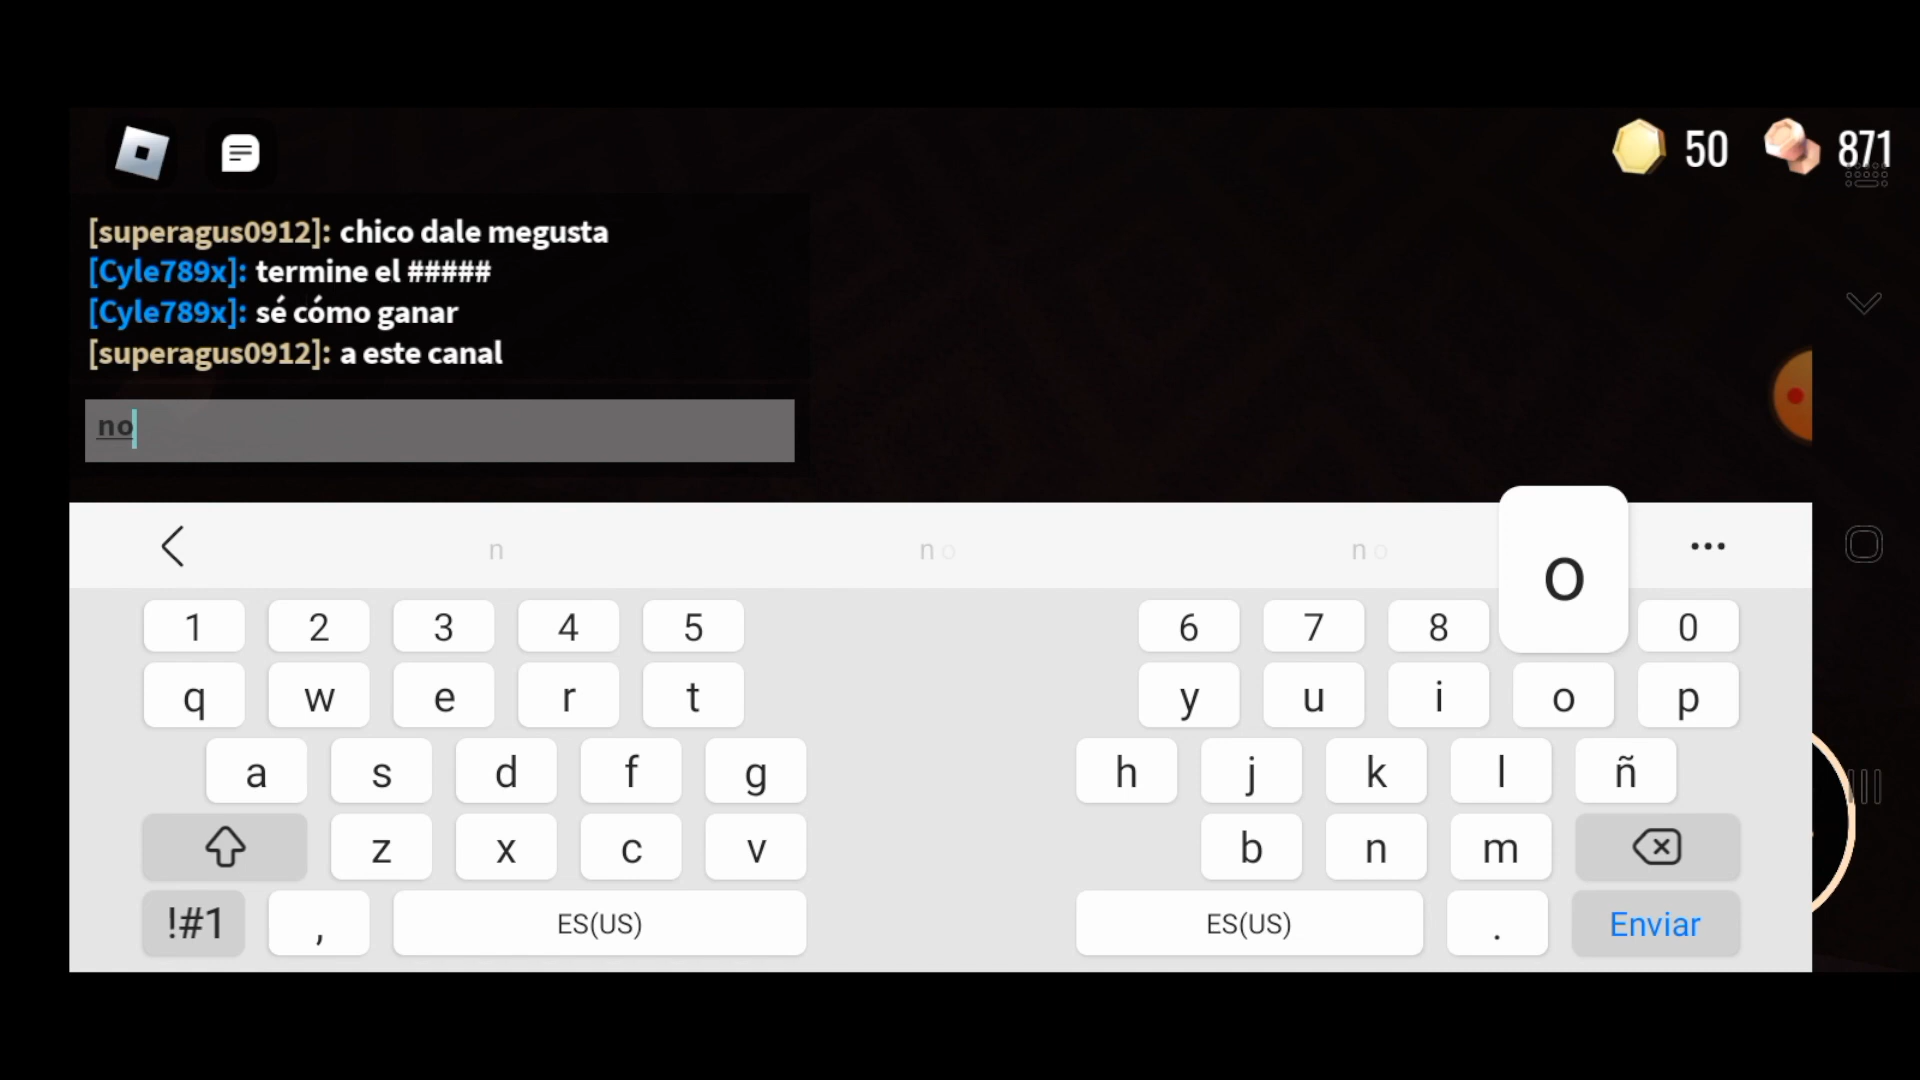 50 871
[superagus0912]: chico dale megusta
[Cyle789x]: termine el #####
[Cyle789x]: sé cómo ganar
[superagus0912]: a este canal
no
n no no
o
1 2 3 4 5 6 7 8 0
q w e r t y u i o p
a s d f g h j k l ñ
z x c v b n m
!#1 , ES(US) ES(US) . Enviar